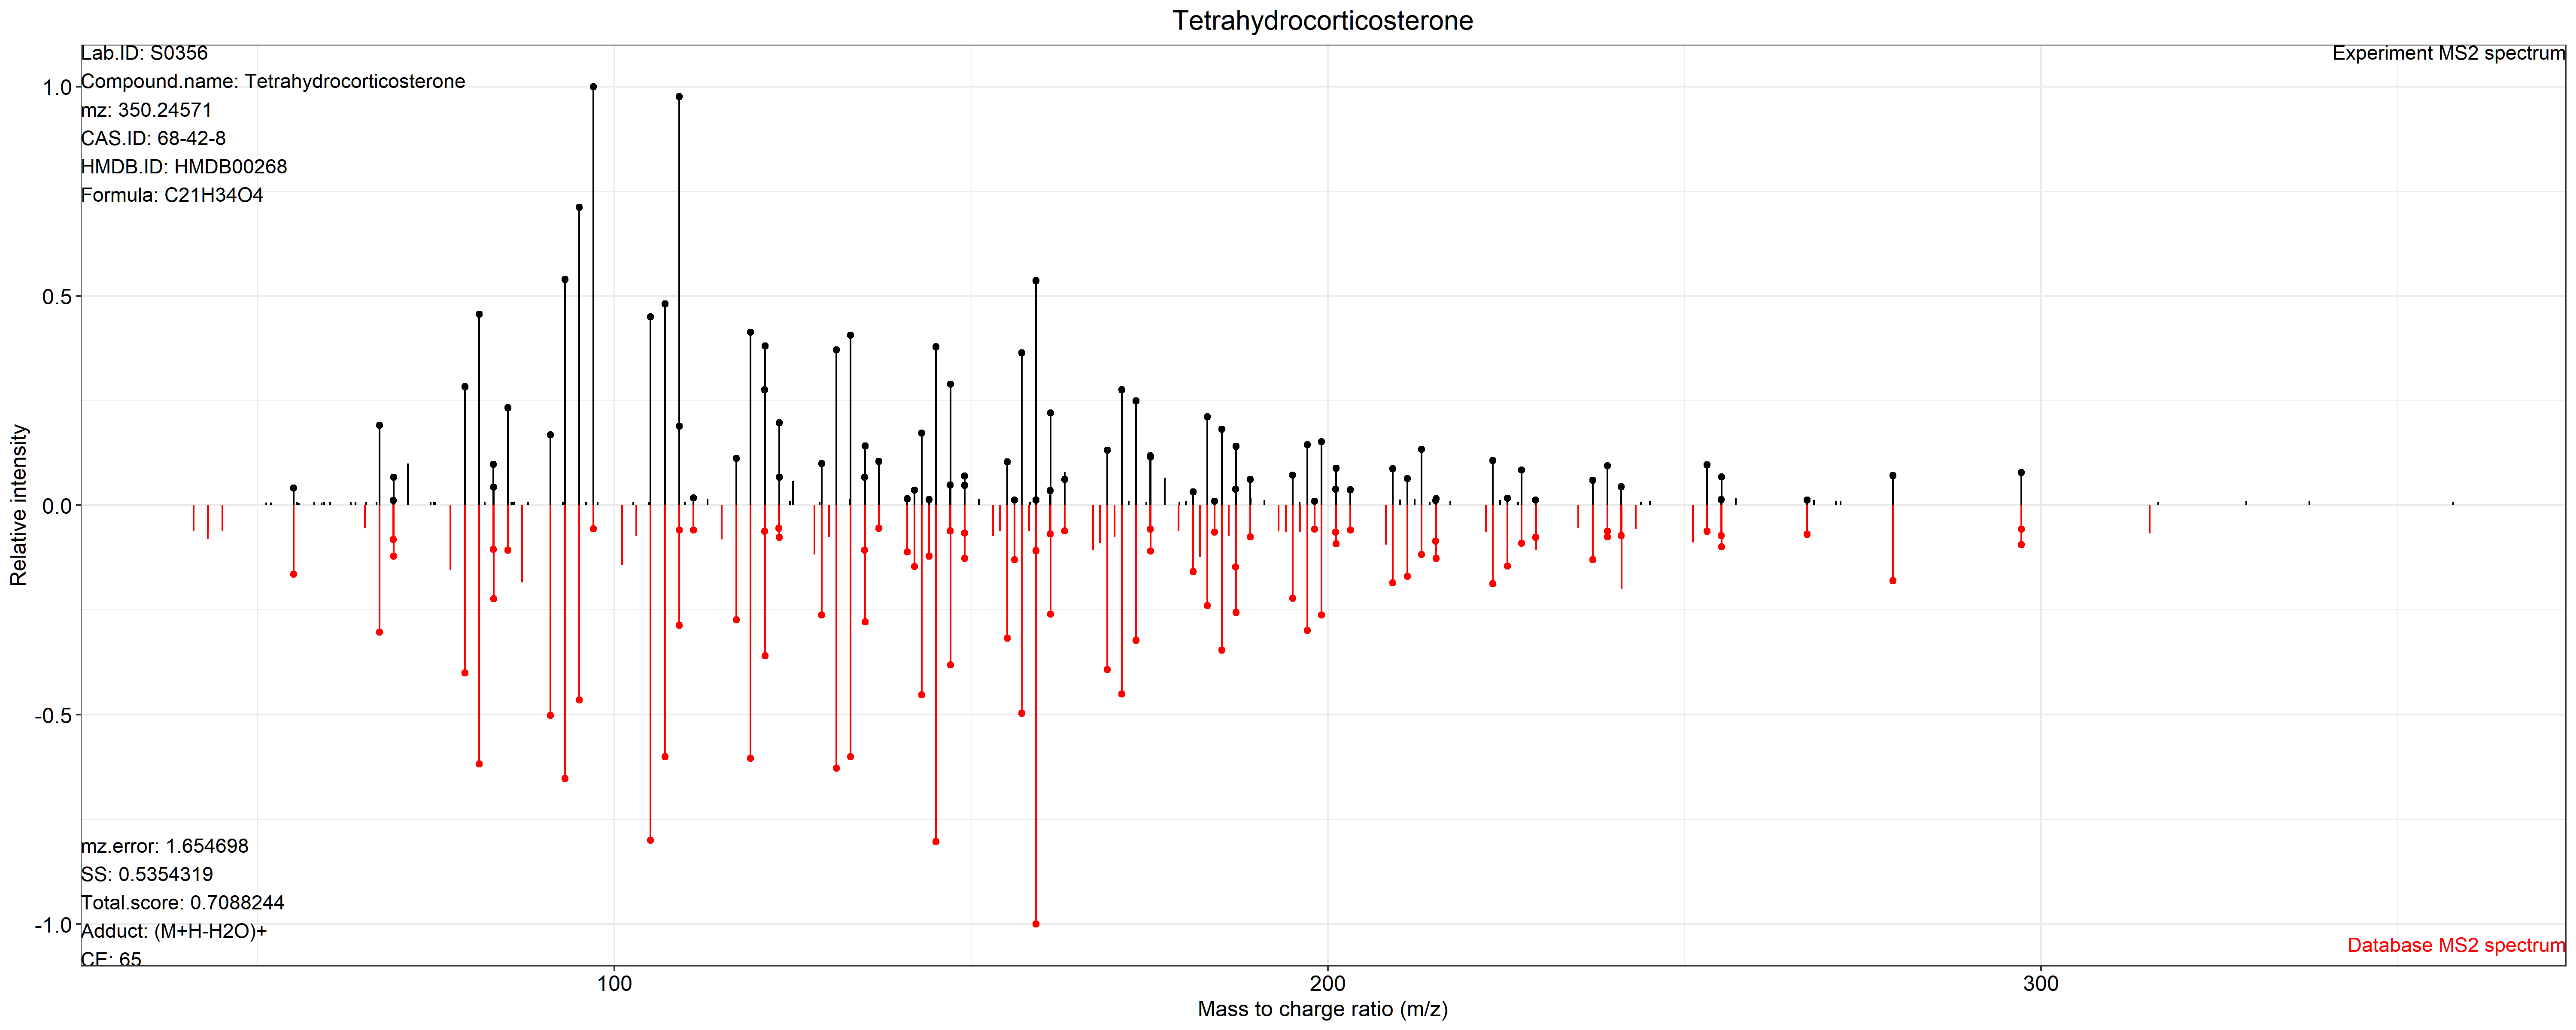 Tetrahydrocorticosterone
Lab.ID: S0356
Experiment MS2 spectrum
Compound.name: Tetrahydrocorticosterone
mz: 350.24571
CAS.ID: 68-42-8
HMDB.ID: HMDB00268
Formula: C21H34O4
1.0
0.5
0.0
-0.5
-1.0
Relative intensity
mz.error: 1.654698
SS: 0.5354319
Total.score: 0.7088244
Adduct: (M+H-H2O)+
CE: 65
Database MS2 spectrum
100
200
300
Mass to charge ratio (m/z)